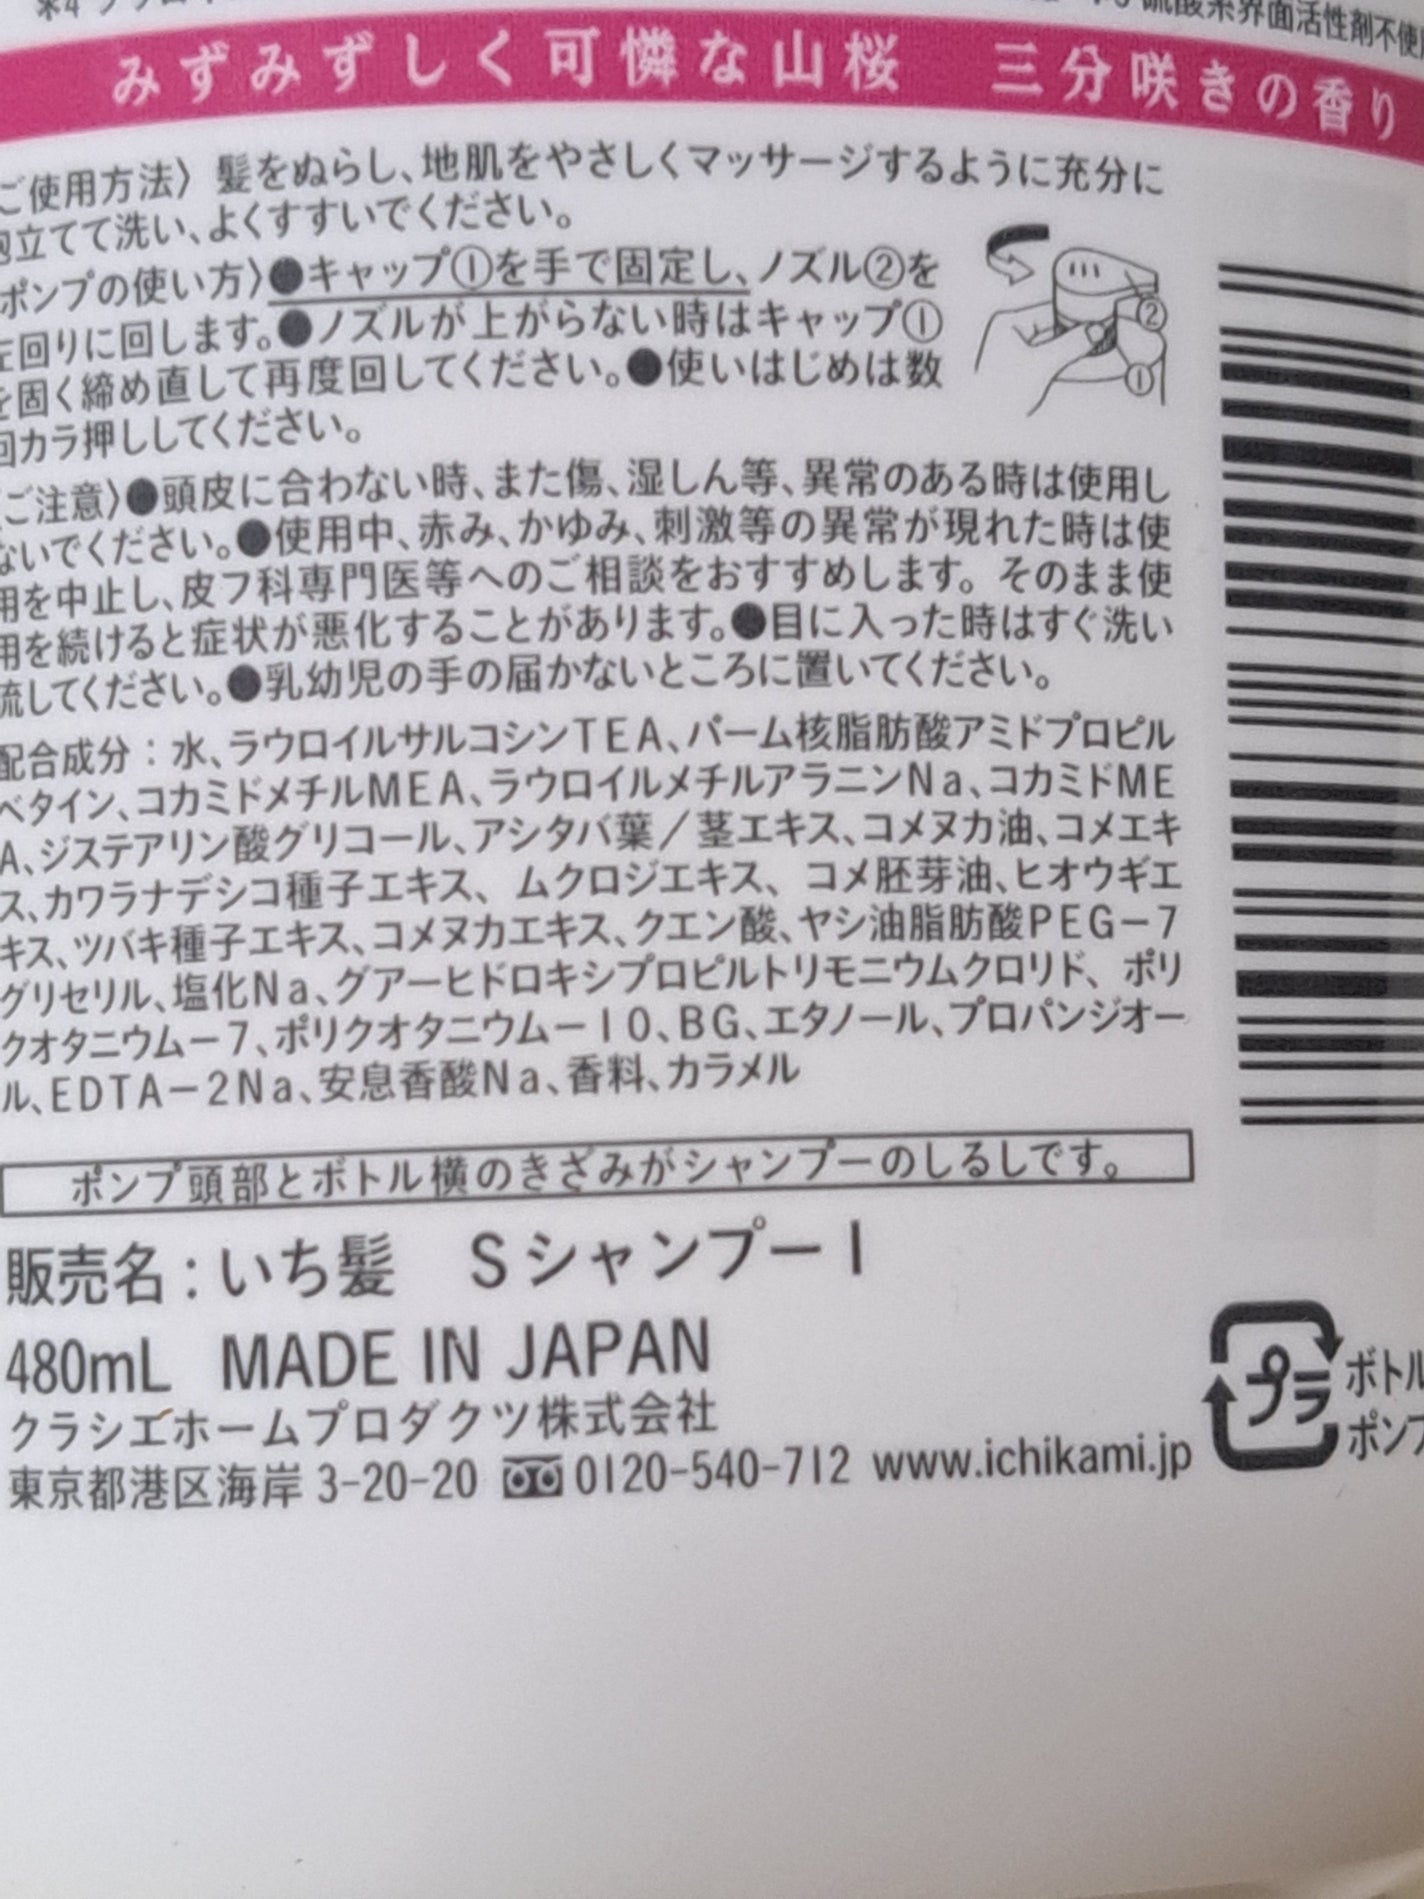 硫酸系界面活性剤不使
みずみずしく可憐な山桜 三分咲きの香り
ご使用方法〉髪をぬらし、地肌をやさしくマッサージするように充分に
泡立てて洗い、よくすすいでください。
ポンプの使い方〉●キャップ①を手で固定し、ノズル②を
左回りに回します。●ノズルが上がらない時はキャップ①
を固く締め直して再度回してください。●使いはじめは数
回カラ押ししてください。
②
①
ご注意〉●頭皮に合わない時、また傷、湿しん等、異常のある時は使用し
ないでください。●使用中、赤み、かゆみ、刺激等の異常が現れた時は使
用を中止し、皮フ科専門医等へのご相談をおすすめします。そのまま使
用を続けると症状が悪化することがあります。●目に入った時はすぐ洗い
流してください。●乳幼児の手の届かないところに置いてください。
配合成分：水、ラウロイルサルコシンTEA、パーム核脂肪酸アミドプロピル
ベタイン、コカミドメチルMEA、ラウロイルメチルアラニンNa、コカミドME
A、ジステアリン酸グリコール、アシタバ葉／茎エキス、コメヌカ油、コメエキ
ス、カワラナデシコ種子エキス、ムクロジエキス、コメ胚芽油、ヒオウギエ
キス、ツバキ種子エキス、コメヌカエキス、クエン酸、ヤシ油脂肪酸PEG－7
グリセリル、塩化Na、グアーヒドロキシプロピルトリモニウムクロリド、ポリ
クオタニウム－7、ポリクオタニウム－10、BG、エタノール、プロパンジオー
ル、EDTA－2Na、安息香酸Na、香料、カラメル
ポンプ頭部とボトル横のきざみがシャンプーのしるしです。
販売名：いち髪 SシャンプーI
480mL MADE IN JAPAN
クラシエホームプロダクツ株式会社
東京都港区海岸 3-20-20 0120-540-712 www.ichikami.jp
プラ
ボトル
ポンプ